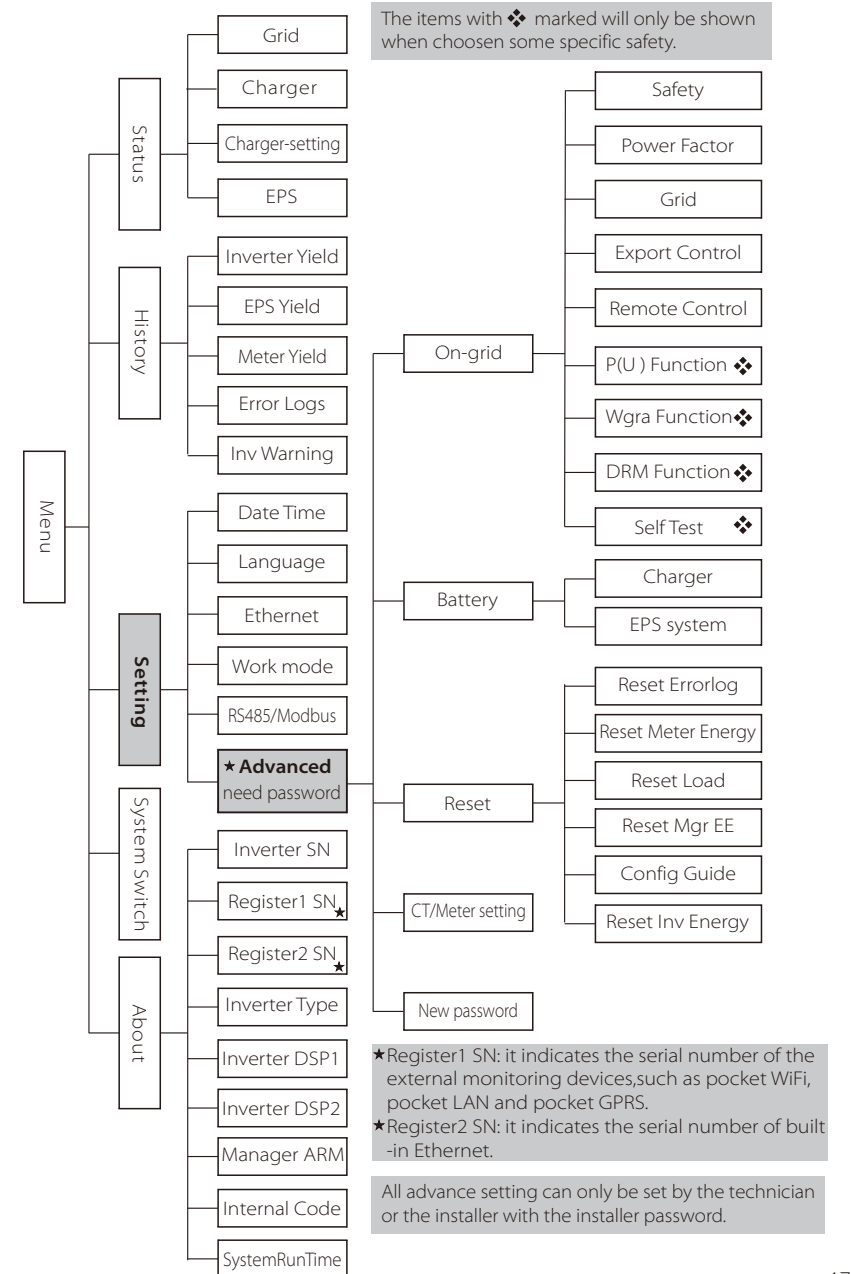 The items with ❖ marked will only be shown
when choosen some specific safety.
Menu
Status
Grid
Charger
Charger-setting
EPS
History
Inverter Yield
EPS Yield
Meter Yield
Error Logs
Inv Warning
Setting
Date Time
Language
Ethernet
Work mode
RS485/Modbus
★Advanced
need password
On-grid
Safety
Power Factor
Grid
Export Control
Remote Control
P(U ) Function ❖
Wgra Function❖
DRM Function❖
Self Test ❖
Battery
Charger
EPS system
Reset
Reset Errorlog
Reset Meter Energy
Reset Load
Reset Mgr EE
Config Guide
Reset Inv Energy
CT/Meter setting
New password
System Switch
About
Inverter SN
Register1 SN★
Register2 SN★
Inverter Type
Inverter DSP1
Inverter DSP2
Manager ARM
Internal Code
SystemRunTime
★Register1 SN: it indicates the serial number of the
external monitoring devices,such as pocket WiFi,
pocket LAN and pocket GPRS.
★Register2 SN: it indicates the serial number of built
-in Ethernet.
All advance setting can only be set by the technician
or the installer with the installer password.